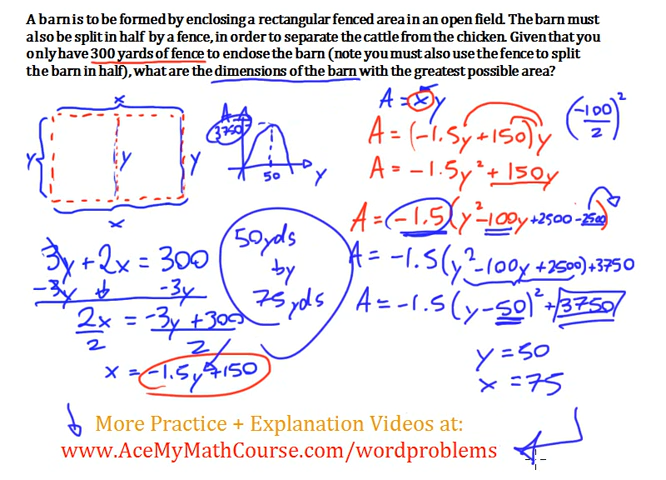 A barn is to be formed by enclosing a rectangular fenced area in an open field. The barn must
also be split in half by a fence, in order to separate the cattle from the chicken. Given that you
only have 300 yards of fence to enclose the barn (note you must also use the fence to split
the barn in half), what are the dimensions of the barn with the greatest possible area?
x
y
y
y
x
A
3750
50
y
A = xy
A = (-1.5y + 150)y
(-100/2)²
A = -1.5y² + 150y
A = (-1.5)(y² - 100y + 2500 - 2500)
A = -1.5(y² - 100y + 2500) + 3750
A = -1.5(y - 50)² + 3750
y = 50
x = 75
3y + 2x = 300
-3y ↓ -3y
2x = -3y + 300
2 2
x = -1.5y + 150
50 yds
by
75 yds
More Practice + Explanation Videos at:
www.AceMyMathCourse.com/wordproblems